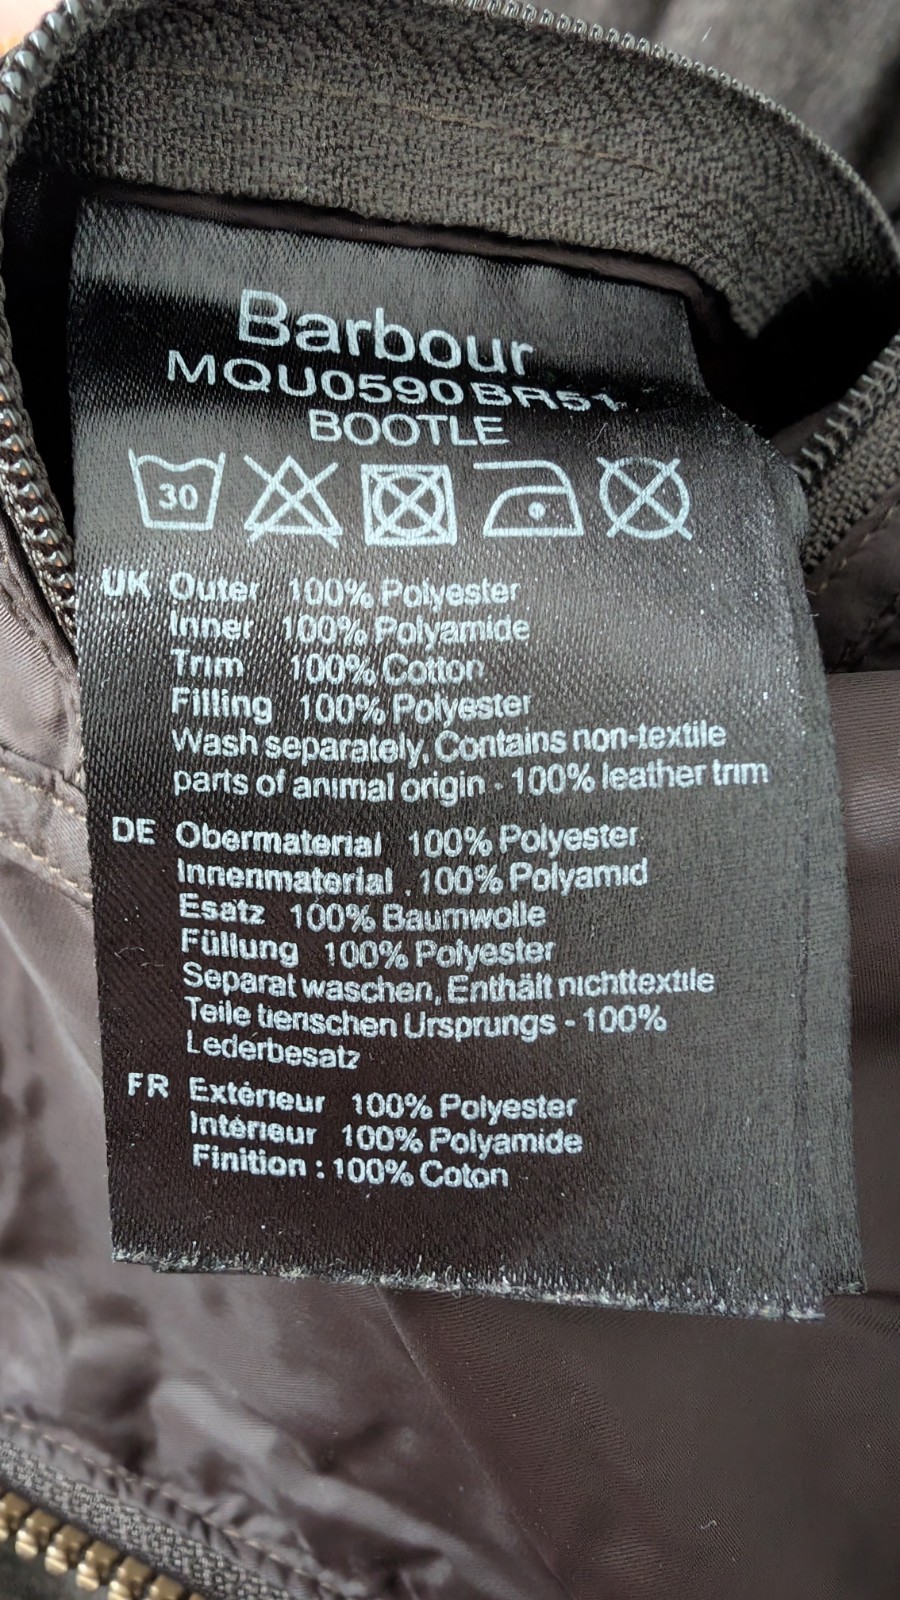 Barbour
MQU0590BR51
BOOTLE
30
UK Outer 100% Polyester
Inner 100% Polyamide
Trim 100% Cotton
Filling 100% Polyester
Wash separately, Contains non-textile
parts of animal origin - 100% leather trim
DE Obermaterial 100% Polyester
Innenmaterial . 100% Polyamid
Esatz 100% Baumwolle
Füllung 100% Polyester
Separat waschen, Enthält nichttextile
Teile tierischen Ursprungs - 100%
Lederbesatz
FR Extérieur 100% Polyester
Intérieur 100% Polyamide
Finition : 100% Coton